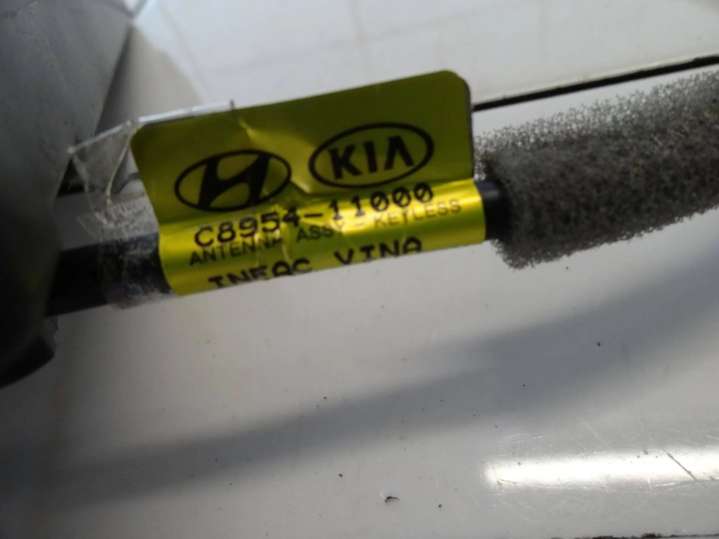 KIA
C8954-11000
ANTENNA ASSY - KEYLESS
INFAC VINA